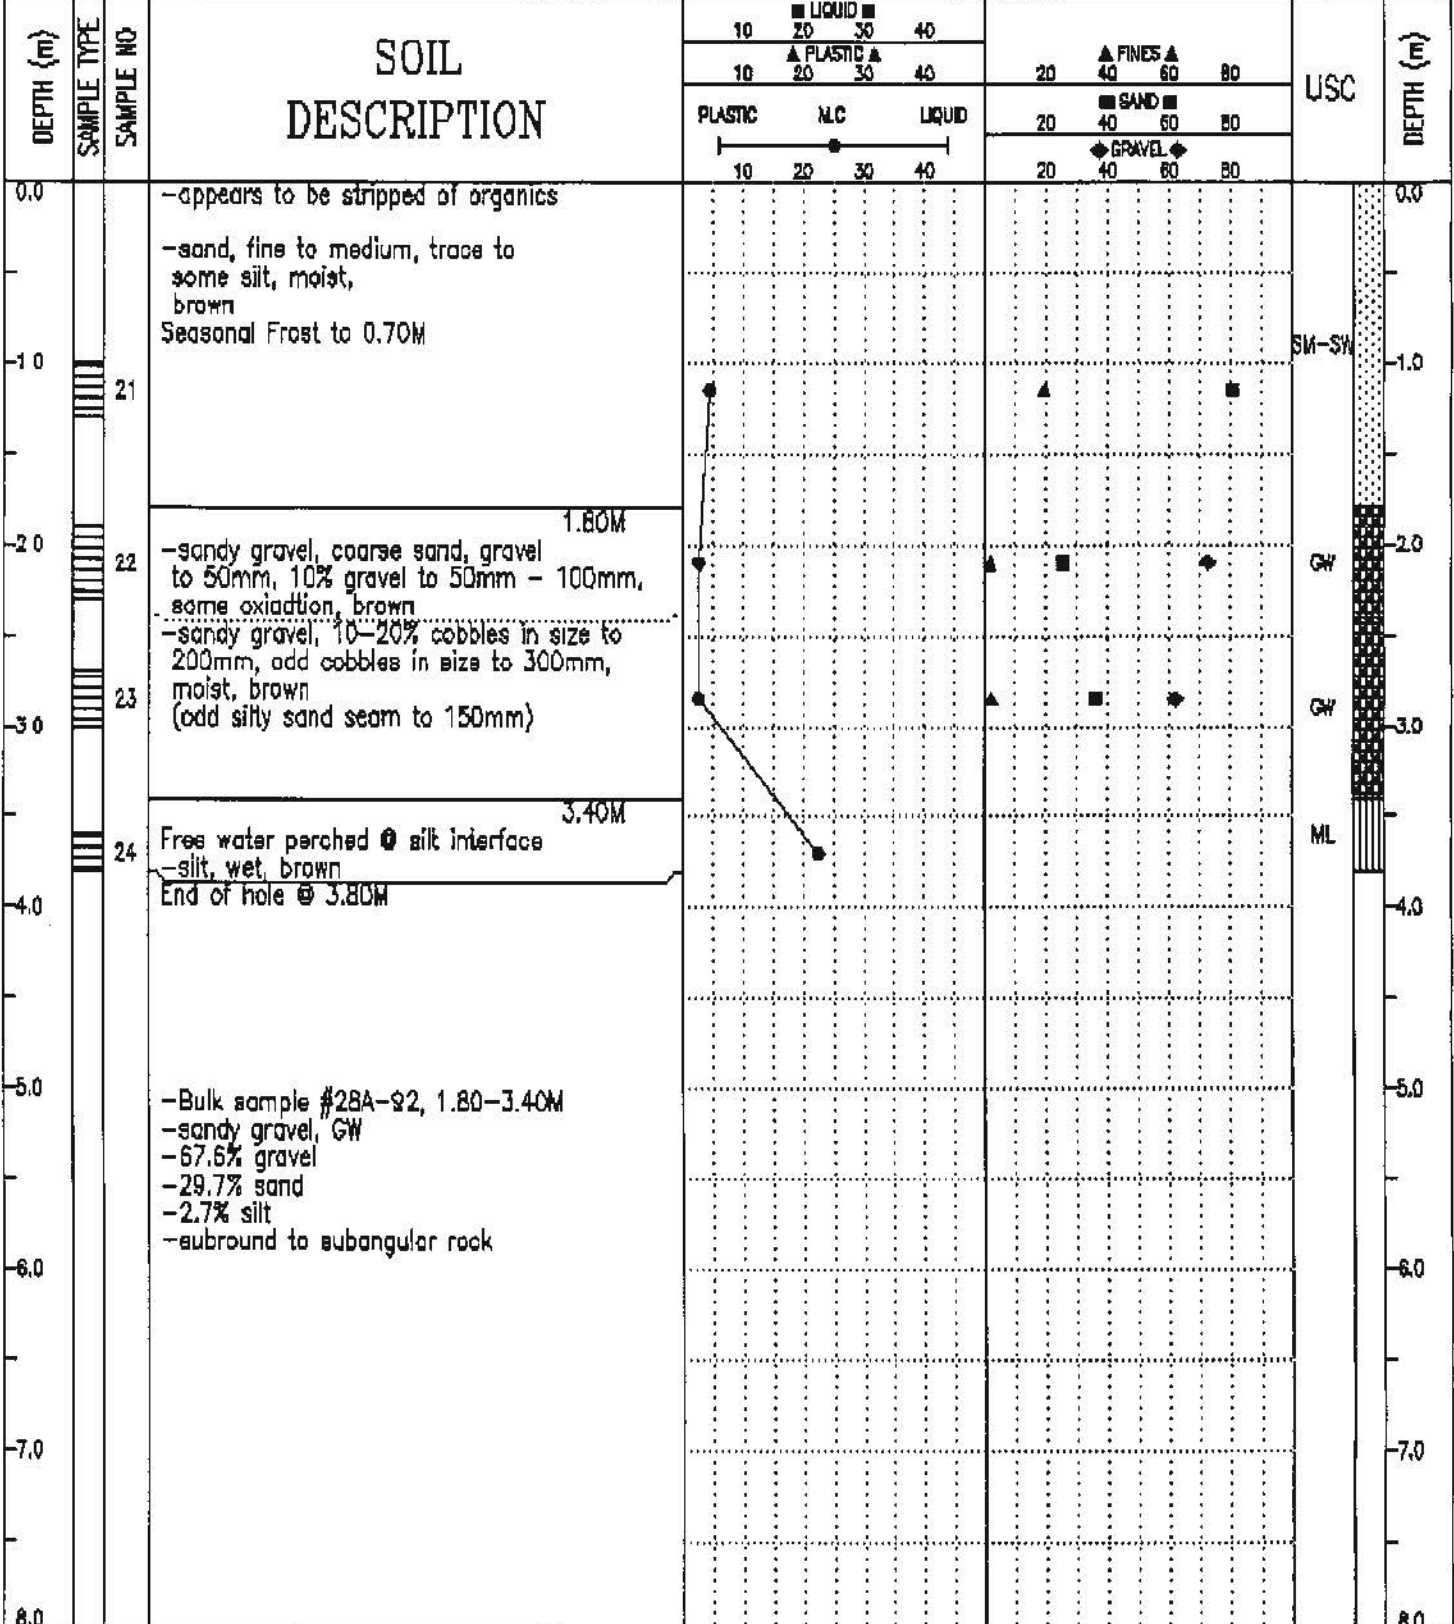 DEPTH (m)
SAMPLE TYPE
SAMPLE NO
SOIL
DESCRIPTION
■ LIQUID ■
10 20 30 40
▲ PLASTIC ▲
10 20 30 40
PLASTIC M.C LIQUID
10 20 30 40
▲ FINES ▲
20 40 60 80
■ SAND ■
20 40 60 80
◆ GRAVEL ◆
20 40 60 80
USC
DEPTH (m)
0.0
-appears to be stripped of organics
0.0
-sand, fine to medium, trace to
some silt, moist,
brown
Seasonal Frost to 0.70M
SM-SW
1 0
1.0
21
1.80M
2 0
2.0
22
-sandy gravel, coarse sand, gravel
to 50mm, 10% gravel to 50mm - 100mm,
some oxiadtion, brown
GW
-sandy gravel, 10-20% cobbles in size to
200mm, odd cobbles in size to 300mm,
moist, brown
(odd silty sand seam to 150mm)
23
GW
3 0
3.0
3.40M
Free water perched @ silt interface
-silt, wet, brown
24
ML
End of hole @ 3.80M
4.0
4.0
5.0
5.0
-Bulk sample #28A-92, 1.80-3.40M
-sandy gravel, GW
-67.6% gravel
-29.7% sand
-2.7% silt
-subround to subangular rock
6.0
6.0
7.0
7.0
8.0
8.0